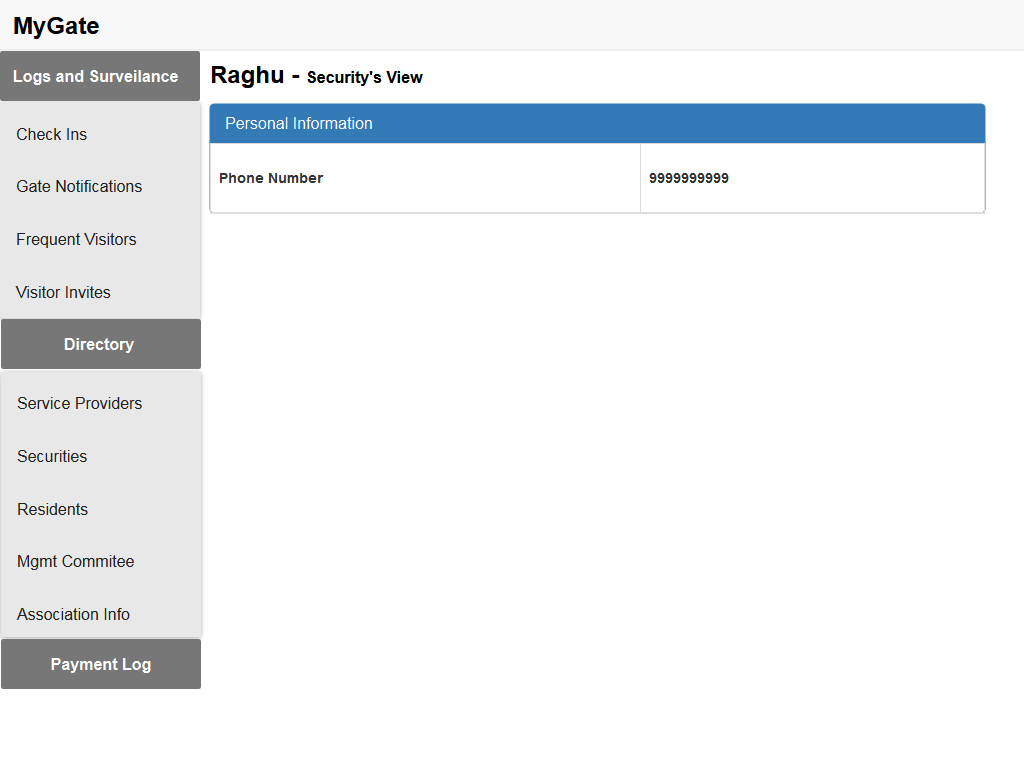 MyGate
Logs and Surveilance
Check Ins
Gate Notifications
Frequent Visitors
Visitor Invites
Directory
Service Providers
Securities
Residents
Mgmt Commitee
Association Info
Payment Log
Raghu - Security's View
Personal Information
Phone Number 9999999999